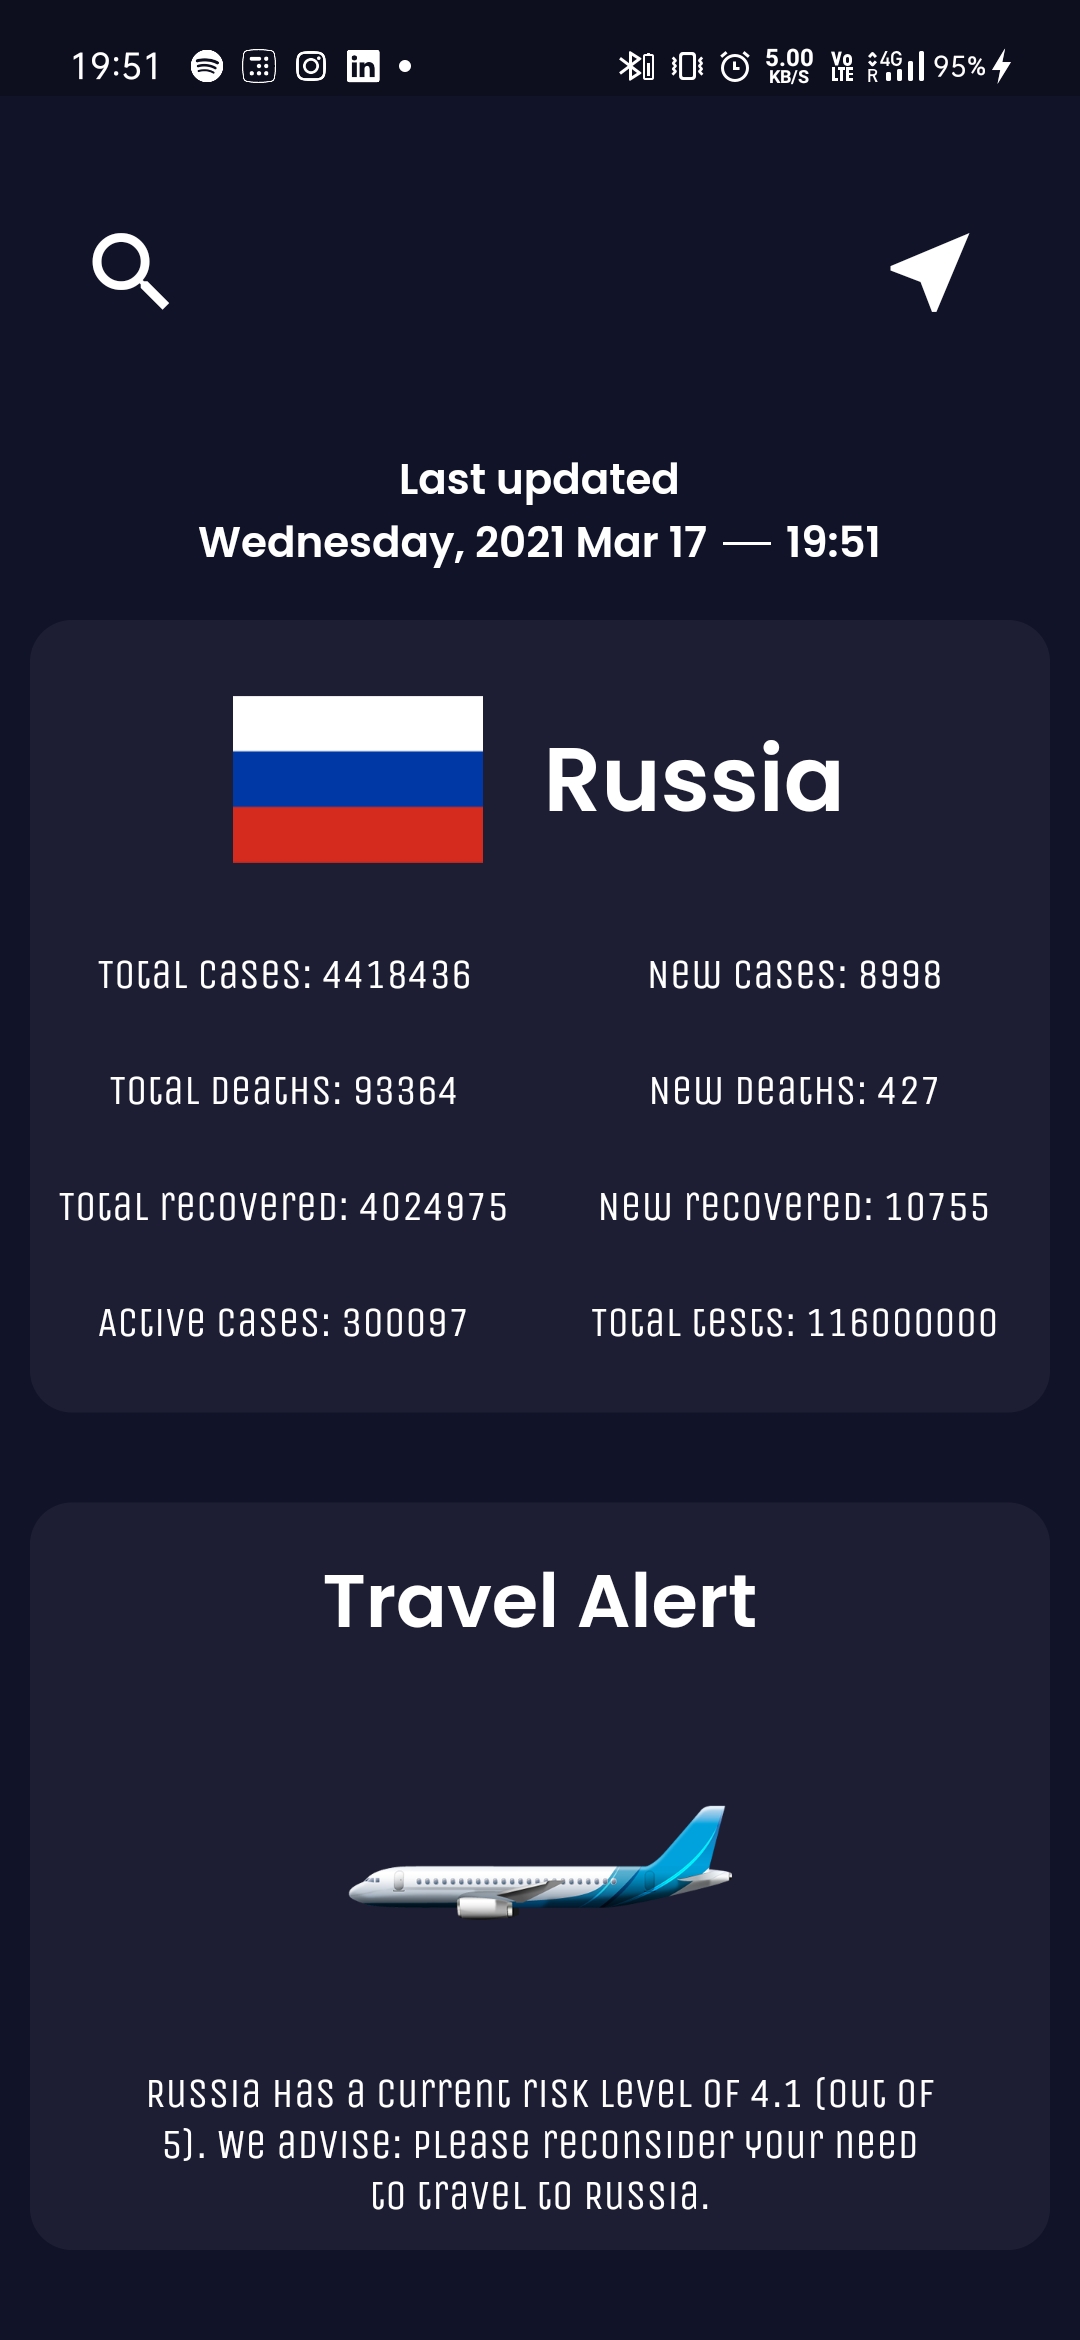 19:51 in 5.00 KB/S Vo LTE 4G R 95%
Last updated
Wednesday, 2021 Mar 17 — 19:51
Russia
Total cases: 4418436
New cases: 8998
Total deaths: 93364
New deaths: 427
Total recovered: 4024975
New recovered: 10755
Active cases: 300097
Total tests: 116000000
Travel Alert
Russia has a current risk level of 4.1 (out of
5). We advise: Please reconsider your need
to travel to Russia.